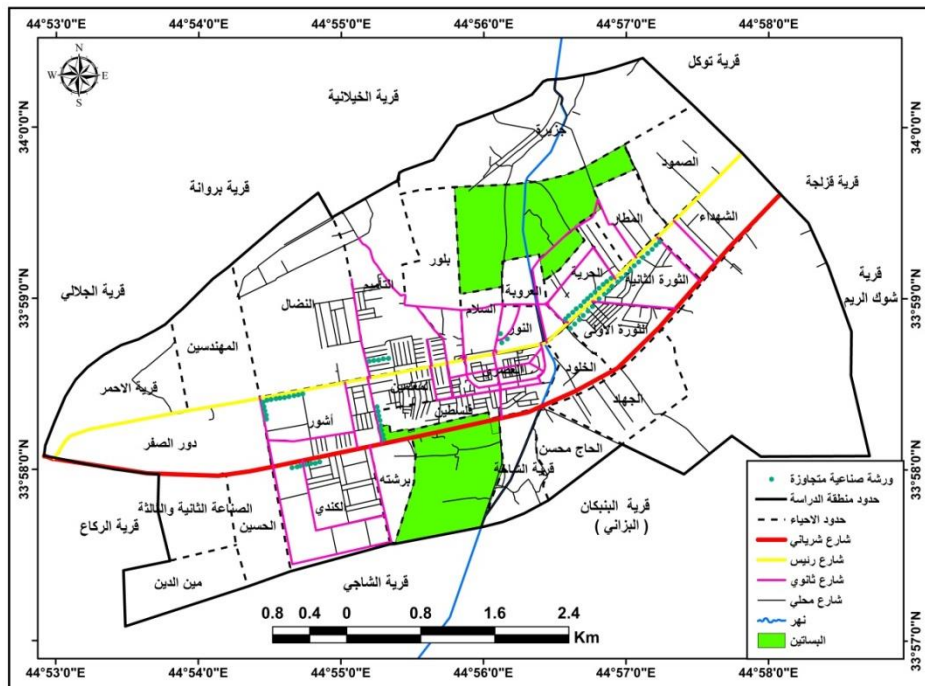 44°53'0"E
44°54'0"E
44°55'0"E
44°56'0"E
44°57'0"E
44°58'0"E
N
W
E
S
قرية توكل
قرية الخيلانية
34°0'0"N
34°0'0"N
جزيرة
الصمود
قرية بروانة
قرية قزلجة
المطار
الشهداء
بلور
الحرية
الثورة الثانية
قرية
شوك الريم
التأميم
العروبة
قرية الجلالي
النضال
السلام
33°59'0"N
33°59'0"N
النور
الثورة الاولى
المهندسين
العصري
الخلود
قرية الاحمر
الجهاد
فلسطين
أشور
دور الصفر
الحاج محسن
33°58'0"N
33°58'0"N
برشته
الصناعة الثانية والثالثة
الكندي
الحسين
قرية البنبكان
( البزاني )
قرية الركاع
مين الدين
قرية الشاجي
ورشة صناعية متجاوزة
حدود منطقة الدراسة
حدود الاحياء
شارع شرياني
شارع رئيس
شارع ثانوي
شارع محلي
نهر
البساتين
0.8 0.4 0 0.8 1.6 2.4
Km
33°57'0"N
33°57'0"N
44°53'0"E
44°54'0"E
44°55'0"E
44°56'0"E
44°57'0"E
44°58'0"E